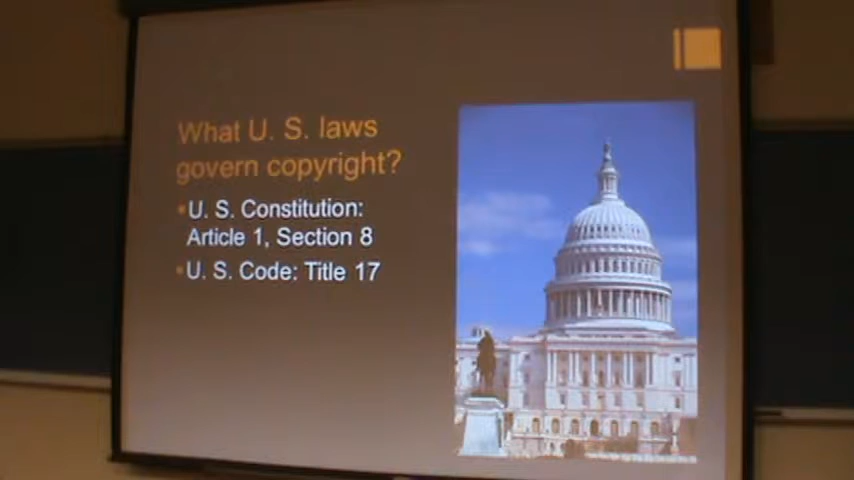 What U. S. laws
govern copyright?
U. S. Constitution:
Article 1, Section 8
U. S. Code: Title 17